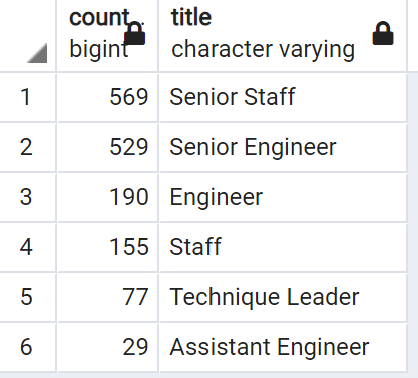 count title
bigint character varying
1 569 Senior Staff
2 529 Senior Engineer
3 190 Engineer
4 155 Staff
5 77 Technique Leader
6 29 Assistant Engineer